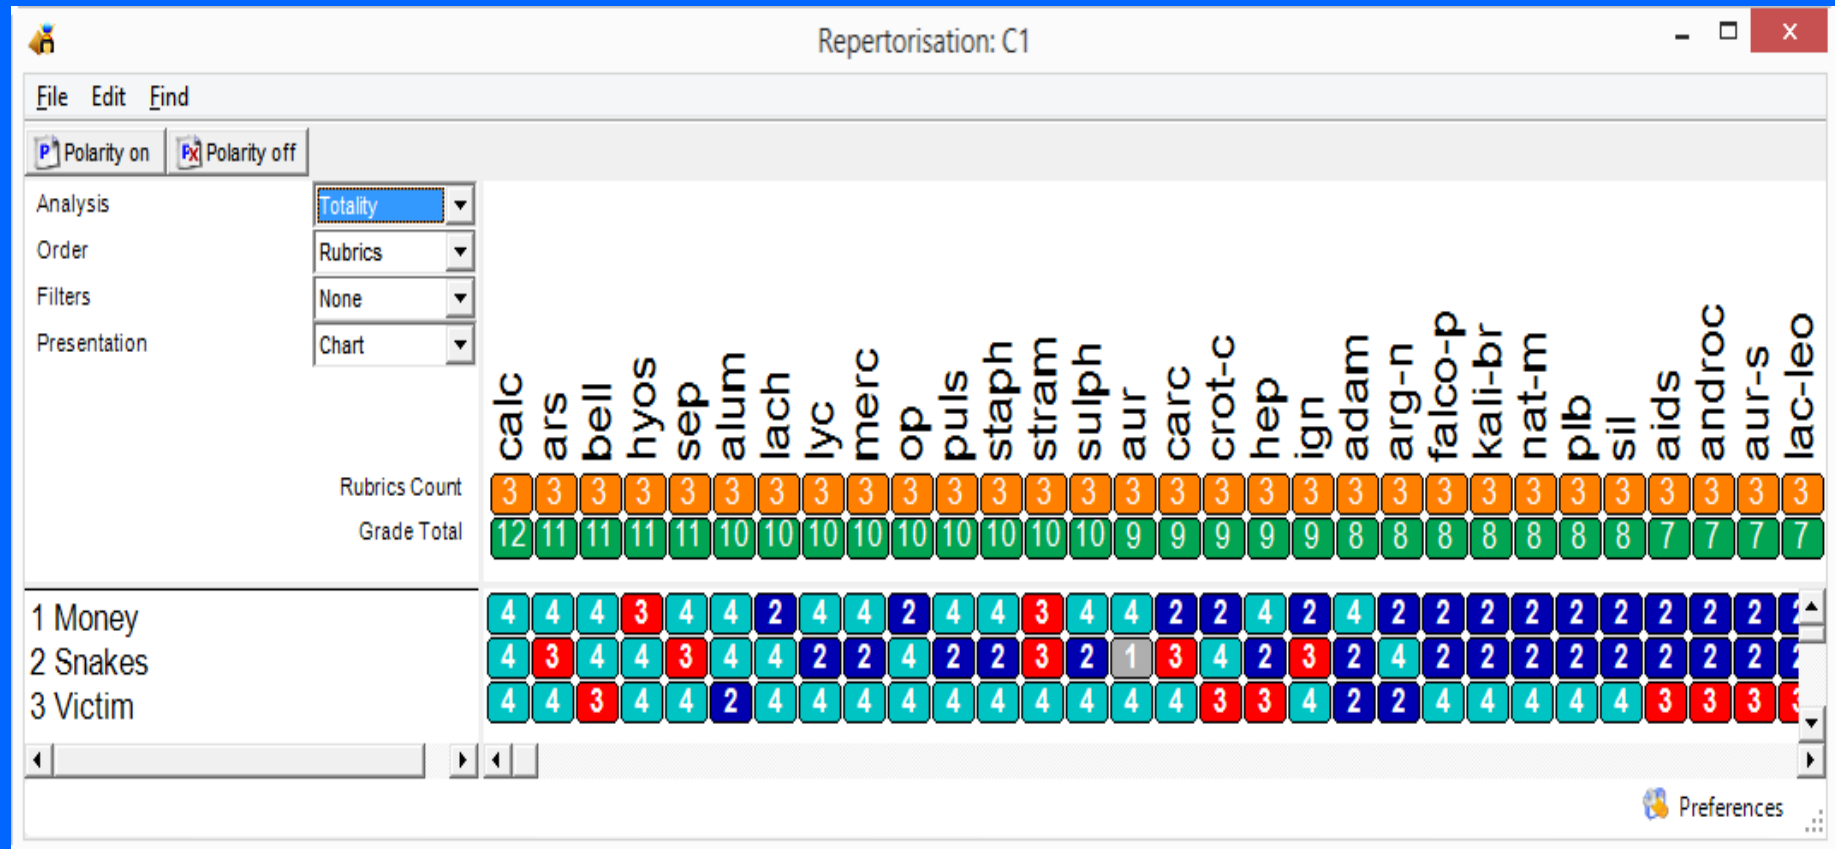 Repertorisation: C1
File Edit Find
Polarity on Polarity off
Analysis Totality
Order Rubrics
Filters None
Presentation Chart
calc ars bell hyos sep alum lach lyc merc op puls staph stram sulph aur carc crot-c hep ign adam arg-n falco-p kali-br nat-m plb sil aids androc aur-s lac-leo
Rubrics Count 3 3 3 3 3 3 3 3 3 3 3 3 3 3 3 3 3 3 3 3 3 3 3 3 3 3 3 3 3 3
Grade Total 12 11 11 11 11 10 10 10 10 10 10 10 10 10 9 9 9 9 9 8 8 8 8 8 8 8 7 7 7 7
1 Money 4 4 4 3 4 4 2 4 4 2 4 4 3 4 4 2 2 4 2 4 2 2 2 2 2 2 2 2 2 2
2 Snakes 4 3 4 4 3 4 4 2 2 4 2 2 3 2 1 3 4 2 3 2 4 2 2 2 2 2 2 2 2 2
3 Victim 4 4 3 4 4 2 4 4 4 4 4 4 4 4 4 4 3 3 4 2 2 4 4 4 4 4 3 3 3 3
Preferences